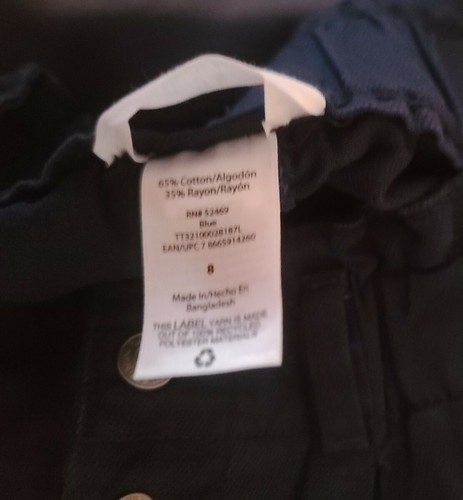 65% Cotton/Algodón
35% Rayon/Rayón
RN# 52469
Blue
TT32100028187L
EAN/UPC 7 6665914260
8
Made In/Hecho En
Bangladesh
THIS LABEL YARN IS MADE
OUT OF 100% RECYCLED
POLYESTER MATERIALS